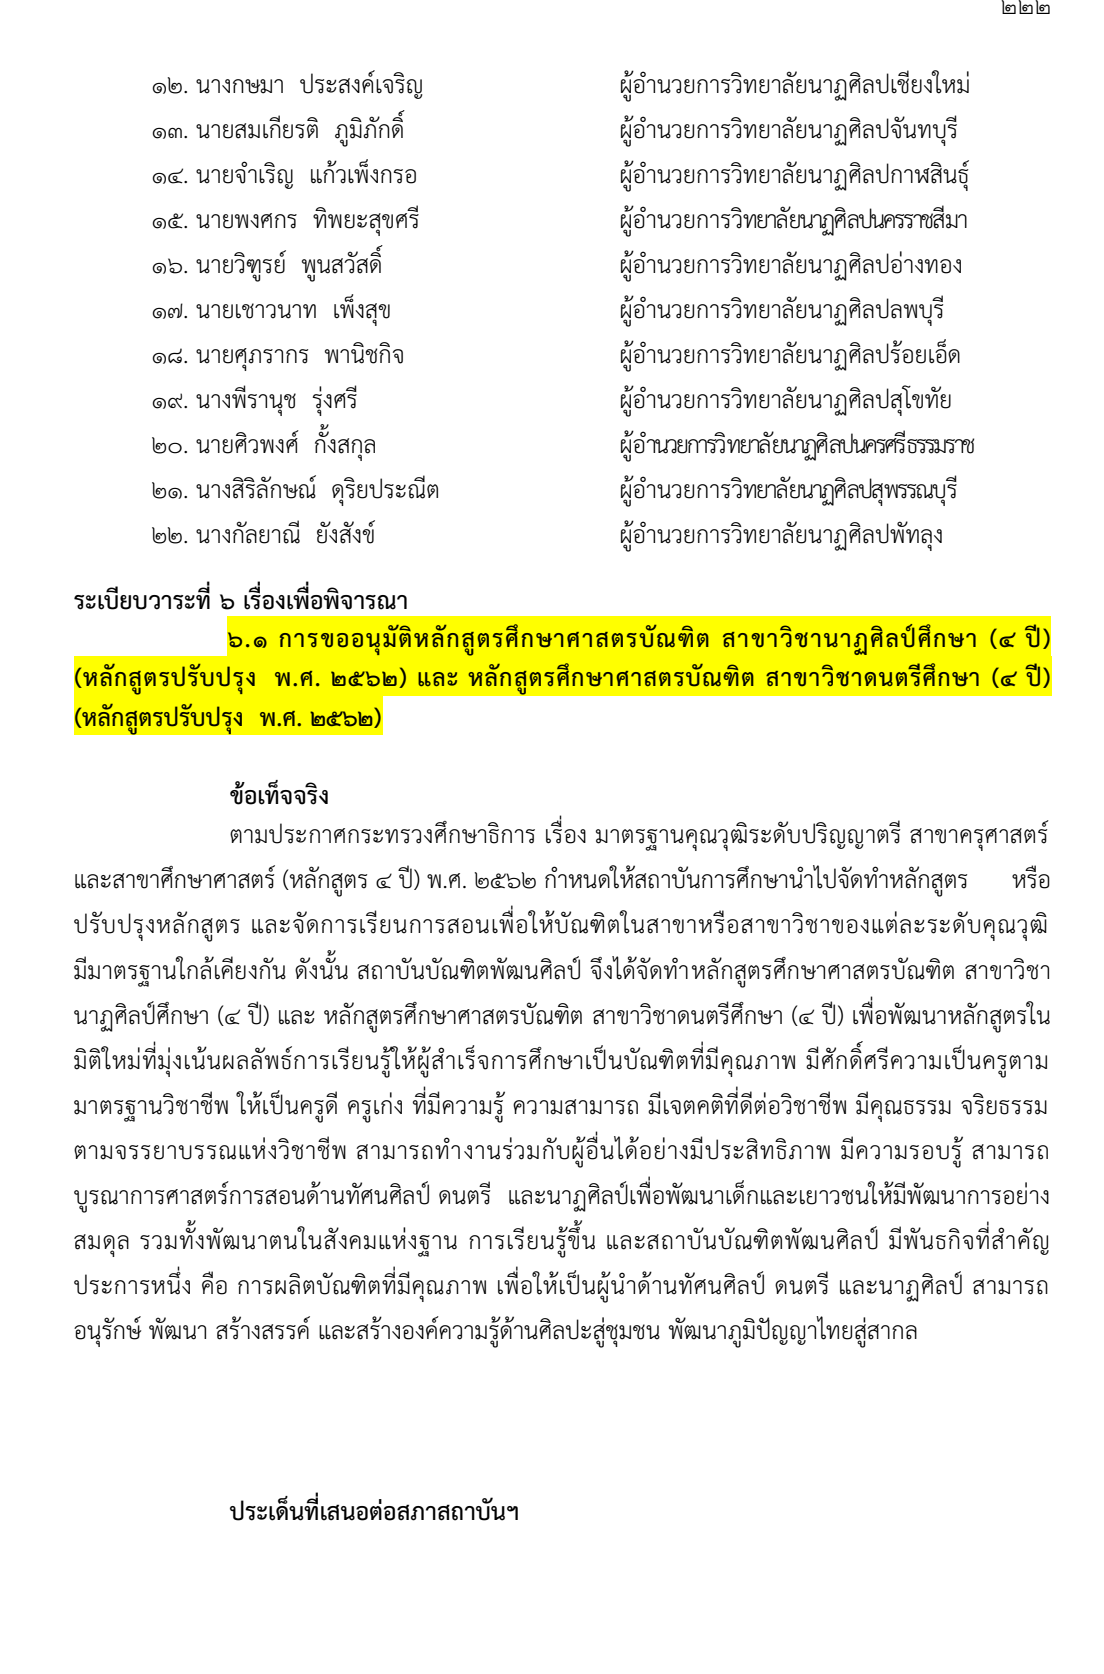 ๒๒๒
๑๒. นางกษมา ประสงค์เจริญ ผู้อำนวยการวิทยาลัยนาฏศิลปเชียงใหม่
๑๓. นายสมเกียรติ ภูมิภักดิ์ ผู้อำนวยการวิทยาลัยนาฏศิลปจันทบุรี
๑๔. นายจำเริญ แก้วเพ็งกรอ ผู้อำนวยการวิทยาลัยนาฏศิลปกาฬสินธุ์
๑๕. นายพงศกร ทิพยะสุขศรี ผู้อำนวยการวิทยาลัยนาฏศิลปนครราชสีมา
๑๖. นายวิฑูรย์ พูนสวัสดิ์ ผู้อำนวยการวิทยาลัยนาฏศิลปอ่างทอง
๑๗. นายเชาวนาท เพ็งสุข ผู้อำนวยการวิทยาลัยนาฏศิลปลพบุรี
๑๘. นายศุภรากร พานิชกิจ ผู้อำนวยการวิทยาลัยนาฏศิลปร้อยเอ็ด
๑๙. นางพีรานุช รุ่งศรี ผู้อำนวยการวิทยาลัยนาฏศิลปสุโขทัย
๒๐. นายศิวพงศ์ กั้งสกุล ผู้อำนวยการวิทยาลัยนาฏศิลปนครศรีธรรมราช
๒๑. นางสิริลักษณ์ ดุริยประณีต ผู้อำนวยการวิทยาลัยนาฏศิลปสุพรรณบุรี
๒๒. นางกัลยาณี ยังสังข์ ผู้อำนวยการวิทยาลัยนาฏศิลปพัทลุง
ระเบียบวาระที่ ๖ เรื่องเพื่อพิจารณา
๖.๑ การขออนุมัติหลักสูตรศึกษาศาสตรบัณฑิต สาขาวิชานาฏศิลป์ศึกษา (๔ ปี)
(หลักสูตรปรับปรุง พ.ศ. ๒๕๖๒) และ หลักสูตรศึกษาศาสตรบัณฑิต สาขาวิชาดนตรีศึกษา (๔ ปี)
(หลักสูตรปรับปรุง พ.ศ. ๒๕๖๒)
ข้อเท็จจริง
ตามประกาศกระทรวงศึกษาธิการ เรื่อง มาตรฐานคุณวุฒิระดับปริญญาตรี สาขาครุศาสตร์
และสาขาศึกษาศาสตร์ (หลักสูตร ๔ ปี) พ.ศ. ๒๕๖๒ กำหนดให้สถาบันการศึกษานำไปจัดทำหลักสูตร หรือ
ปรับปรุงหลักสูตร และจัดการเรียนการสอนเพื่อให้บัณฑิตในสาขาหรือสาขาวิชาของแต่ละระดับคุณวุฒิ
มีมาตรฐานใกล้เคียงกัน ดังนั้น สถาบันบัณฑิตพัฒนศิลป์ จึงได้จัดทำหลักสูตรศึกษาศาสตรบัณฑิต สาขาวิชา
นาฏศิลป์ศึกษา (๔ ปี) และ หลักสูตรศึกษาศาสตรบัณฑิต สาขาวิชาดนตรีศึกษา (๔ ปี) เพื่อพัฒนาหลักสูตรใน
มิติใหม่ที่มุ่งเน้นผลลัพธ์การเรียนรู้ให้ผู้สำเร็จการศึกษาเป็นบัณฑิตที่มีคุณภาพ มีศักดิ์ศรีความเป็นครูตาม
มาตรฐานวิชาชีพ ให้เป็นครูดี ครูเก่ง ที่มีความรู้ ความสามารถ มีเจตคติที่ดีต่อวิชาชีพ มีคุณธรรม จริยธรรม
ตามจรรยาบรรณแห่งวิชาชีพ สามารถทำงานร่วมกับผู้อื่นได้อย่างมีประสิทธิภาพ มีความรอบรู้ สามารถ
บูรณาการศาสตร์การสอนด้านทัศนศิลป์ ดนตรี และนาฏศิลป์เพื่อพัฒนาเด็กและเยาวชนให้มีพัฒนาการอย่าง
สมดุล รวมทั้งพัฒนาตนในสังคมแห่งฐาน การเรียนรู้ขึ้น และสถาบันบัณฑิตพัฒนศิลป์ มีพันธกิจที่สำคัญ
ประการหนึ่ง คือ การผลิตบัณฑิตที่มีคุณภาพ เพื่อให้เป็นผู้นำด้านทัศนศิลป์ ดนตรี และนาฏศิลป์ สามารถ
อนุรักษ์ พัฒนา สร้างสรรค์ และสร้างองค์ความรู้ด้านศิลปะสู่ชุมชน พัฒนาภูมิปัญญาไทยสู่สากล
ประเด็นที่เสนอต่อสภาสถาบันฯ